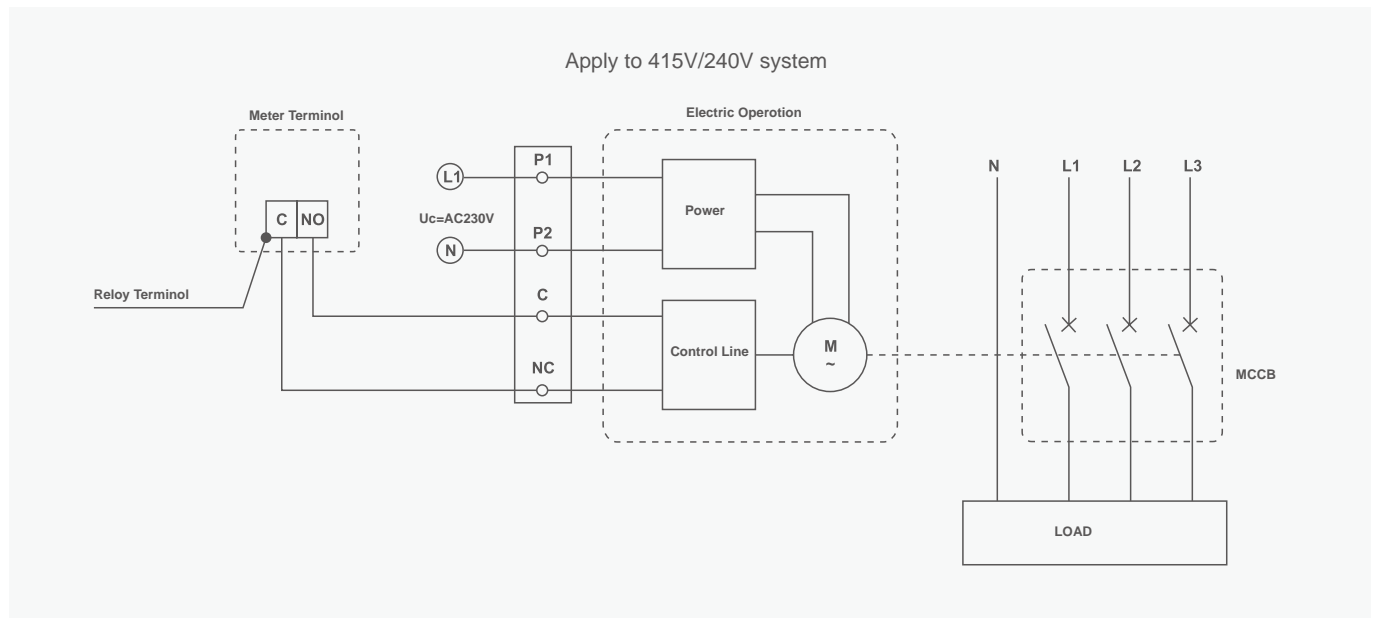 Apply to 415V/240V system
Meter Terminol
Electric Operotion
P1
L1
Power
N L1 L2 L3
C NO
Uc=AC230V
P2
N
Reloy Terminol
C
Control Line
M
~
NC
MCCB
LOAD